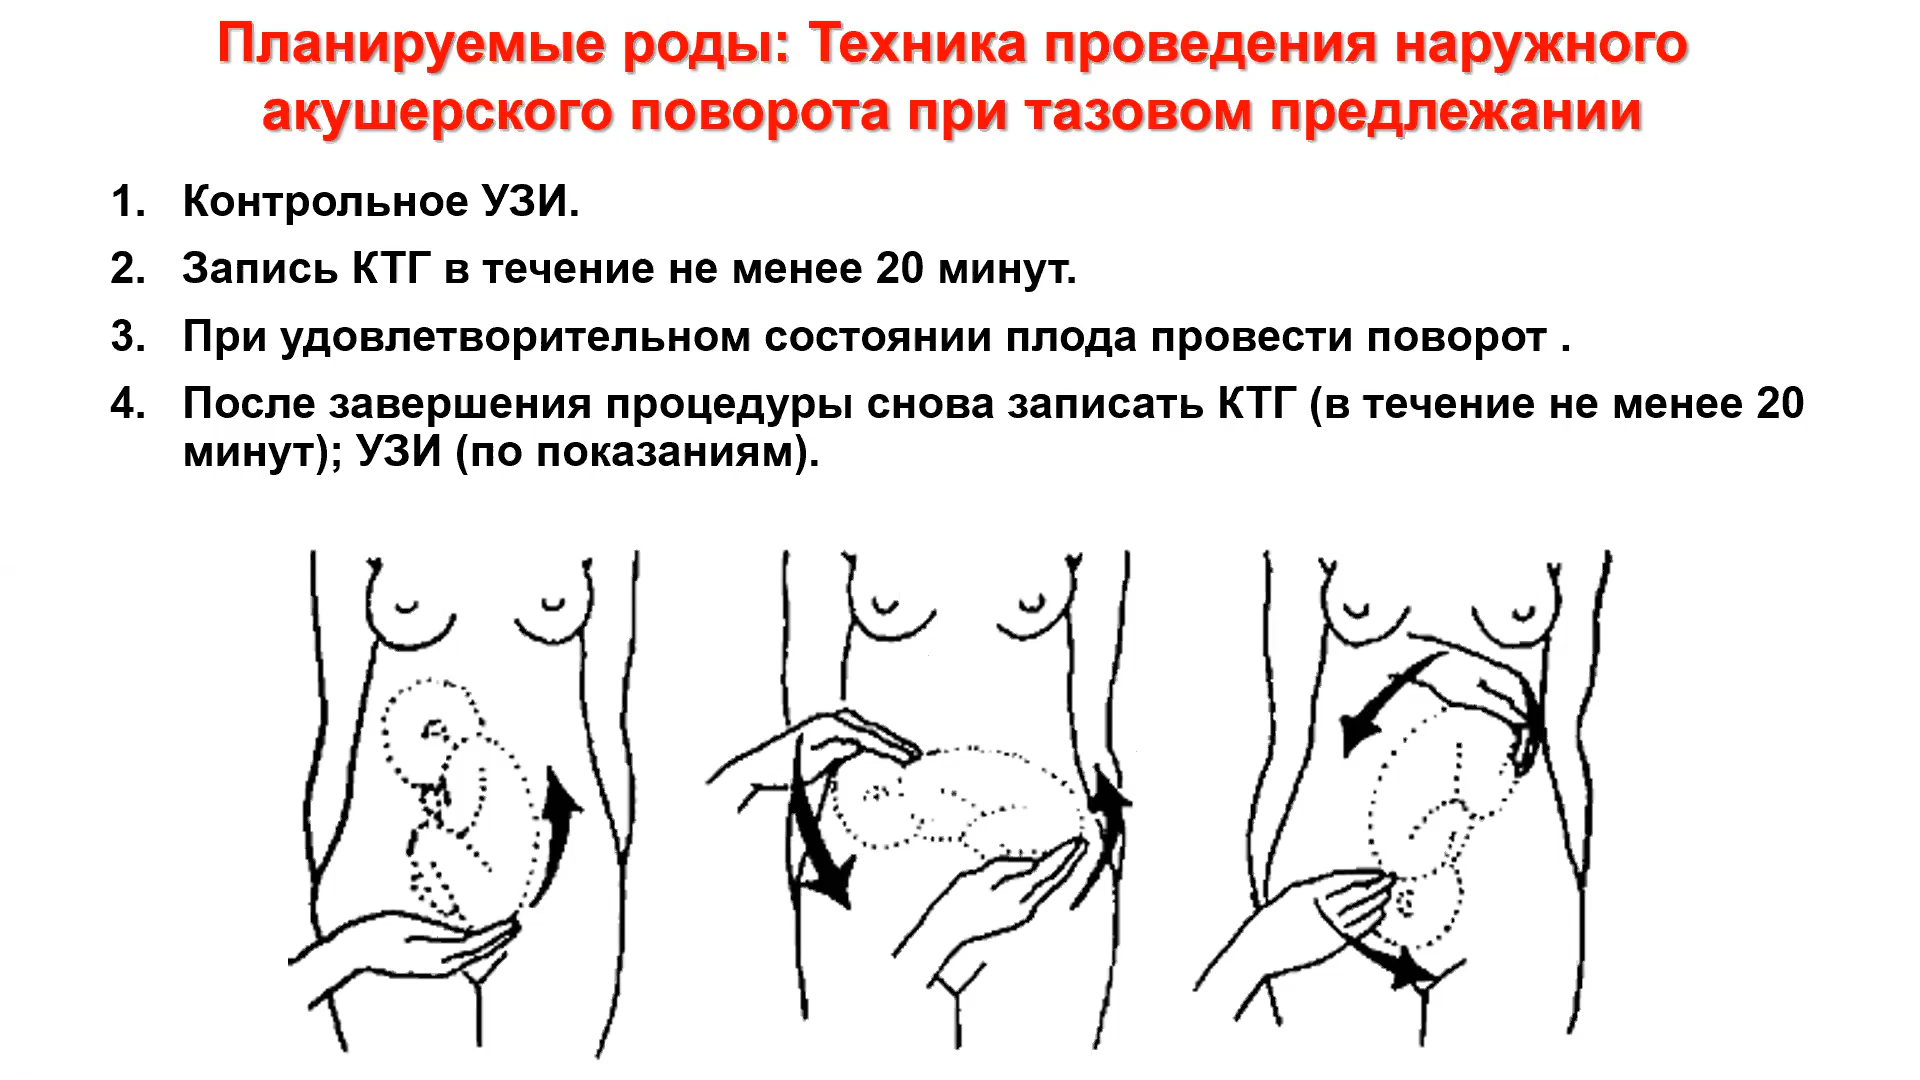 Планируемые роды: Техника проведения наружного
акушерского поворота при тазовом предлежании
1. Контрольное УЗИ.
2. Запись КТГ в течение не менее 20 минут.
3. При удовлетворительном состоянии плода провести поворот .
4. После завершения процедуры снова записать КТГ (в течение не менее 20
минут); УЗИ (по показаниям).